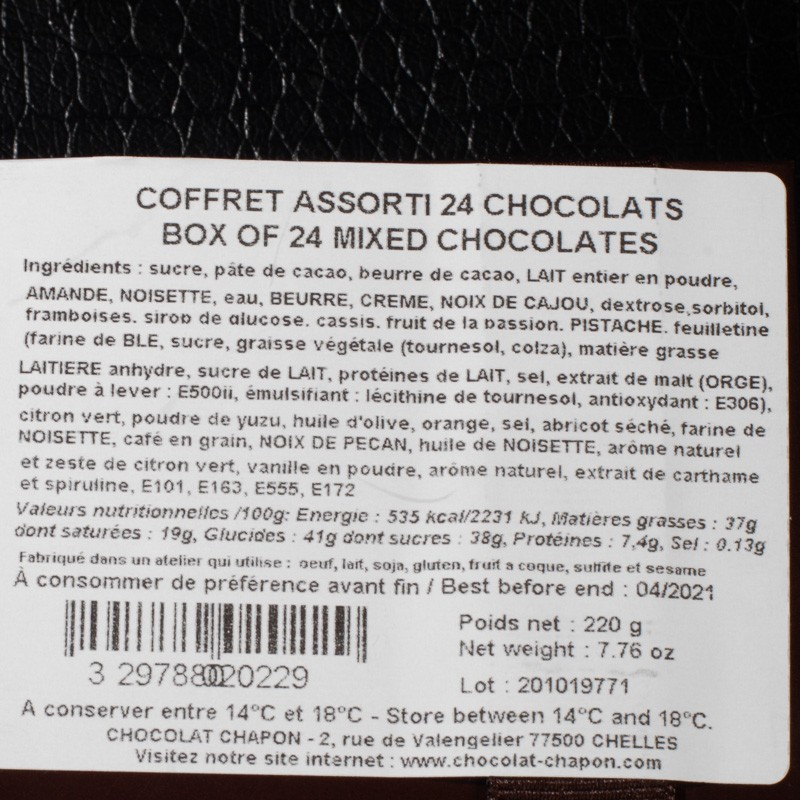 COFFRET ASSORTI 24 CHOCOLATS
BOX OF 24 MIXED CHOCOLATES
Ingrédients : sucre, pâte de cacao, beurre de cacao, LAIT entier en poudre,
AMANDE, NOISETTE, eau, BEURRE, CREME, NOIX DE CAJOU, dextrose,sorbitol,
framboises, sirop de glucose, cassis, fruit de la passion, PISTACHE, feuilletine
(farine de BLE, sucre, graisse végétale (tournesol, colza), matière grasse
LAITIERE anhydre, sucre de LAIT, protéines de LAIT, sel, extrait de malt (ORGE),
poudre à lever : E500ii, émulsifiant : lécithine de tournesol, antioxydant : E306),
citron vert, poudre de yuzu, huile d'olive, orange, sel, abricot séché, farine de
NOISETTE, café en grain, NOIX DE PECAN, huile de NOISETTE, arôme naturel
et zeste de citron vert, vanille en poudre, arôme naturel, extrait de carthame
et spiruline, E101, E163, E555, E172
Valeurs nutritionnelles /100g: Energie : 535 kcal/2231 kJ, Matières grasses : 37g
dont saturées : 19g, Glucides : 41g dont sucres : 38g, Protéines : 7,4g, Sel : 0.13g
Fabriqué dans un atelier qui utilise : oeuf, lait, soja, gluten, fruit a coque, sulfite et sesame
À consommer de préférence avant fin / Best before end : 04/2021
Poids net : 220 g
Net weight : 7.76 oz
3 297880 020229
Lot : 201019771
A conserver entre 14°C et 18°C - Store between 14°C and 18°C.
CHOCOLAT CHAPON - 2, rue de Valengelier 77500 CHELLES
Visitez notre site internet : www.chocolat-chapon.com